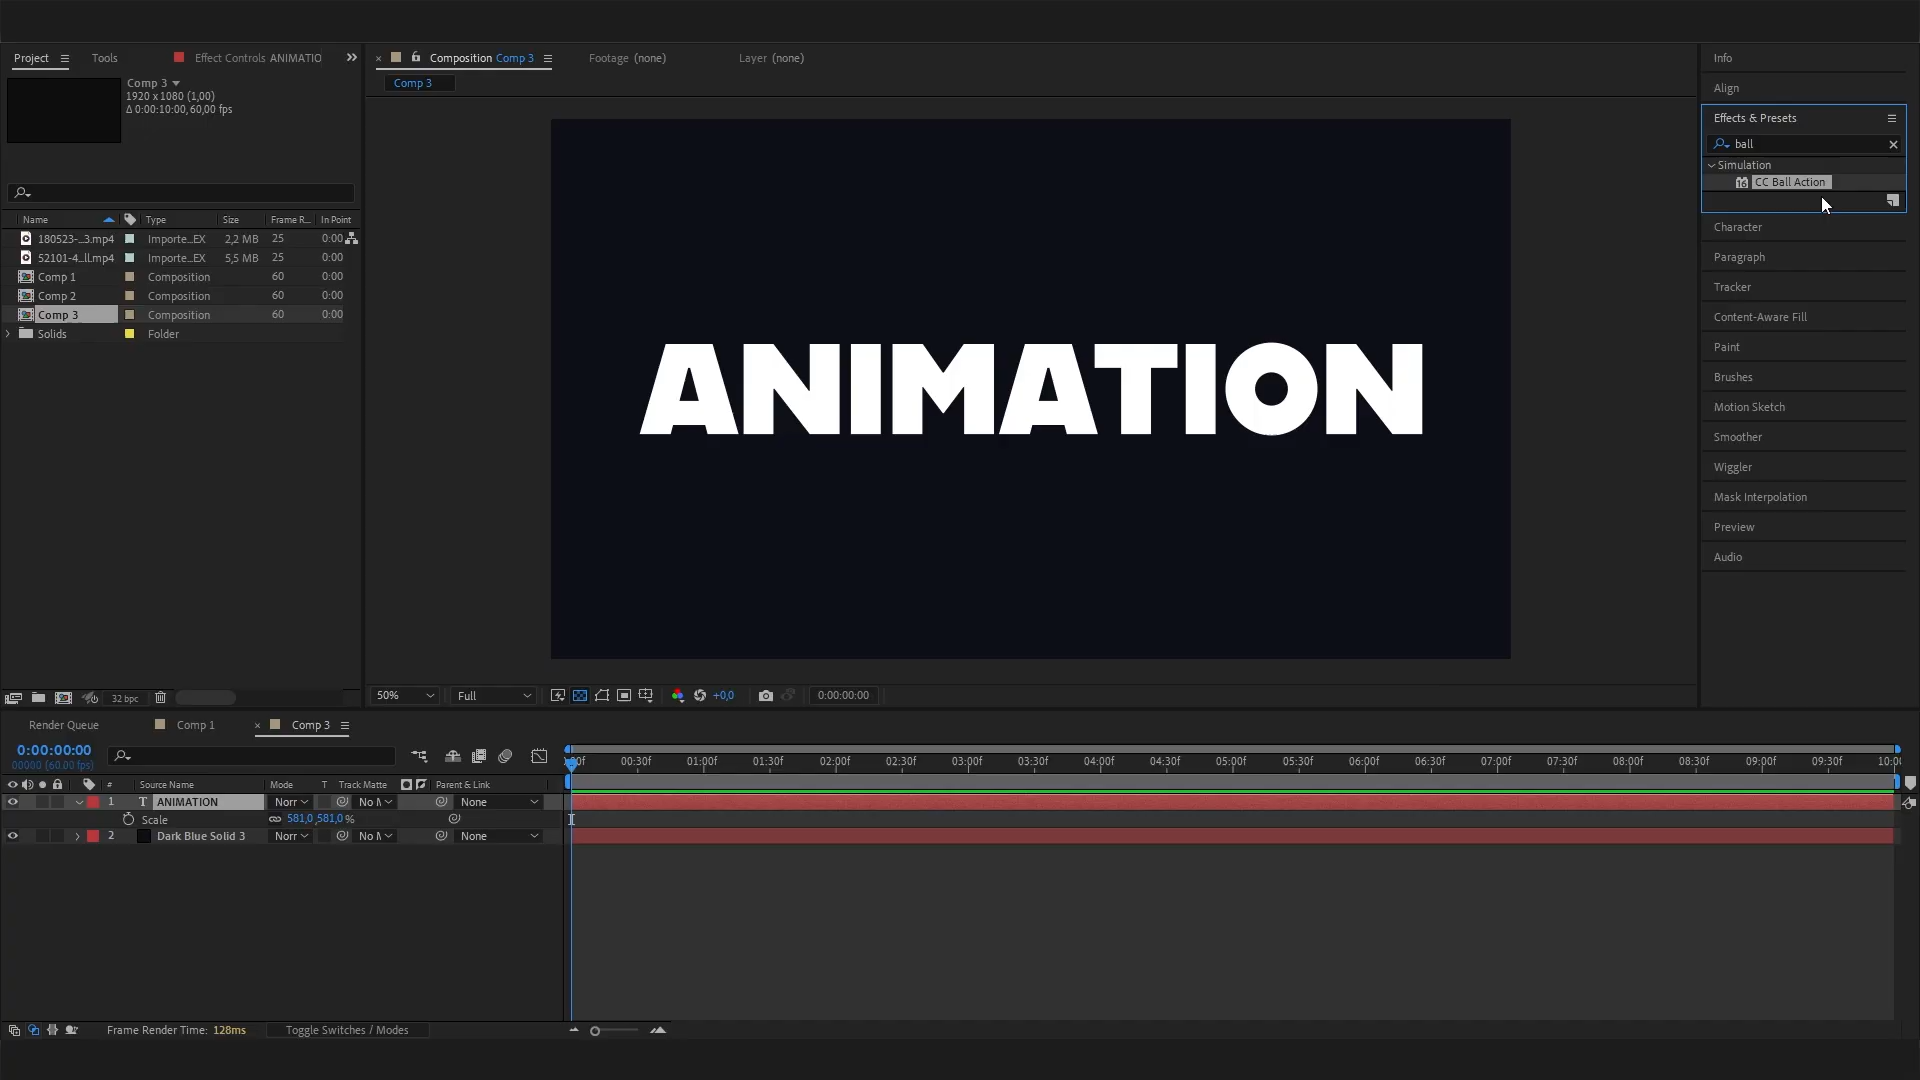 Project
Tools
Effect Controls ANIMATIO
Composition Comp 3
Footage (none)
Layer (none)
Info
Comp 3
1920 x 1080 (1,00)
Δ 0:00:10:00, 60,00 fps
Comp 3
Align
Effects & Presets
ball
Simulation
16 CC Ball Action
Name Type Size Frame R... In Point
180523-...3.mp4 Importe...EX 2,2 MB 25 0:00
52101-4...ll.mp4 Importe...EX 5,5 MB 25 0:00
Comp 1 Composition 60 0:00
Comp 2 Composition 60 0:00
Comp 3 Composition 60 0:00
Solids Folder
Character
Paragraph
Tracker
Content-Aware Fill
Paint
Brushes
Motion Sketch
Smoother
Wiggler
Mask Interpolation
Preview
Audio
ANIMATION
32 bpc
50% Full +0,0 0:00:00:00
Render Queue Comp 1 Comp 3
0:00:00:00
00000 (60.00 fps)
00f 00:30f 01:00f 01:30f 02:00f 02:30f 03:00f 03:30f 04:00f 04:30f 05:00f 05:30f 06:00f 06:30f 07:00f 07:30f 08:00f 08:30f 09:00f 09:30f 10:00
# Source Name Mode T Track Matte Parent & Link
1 T ANIMATION Norr No M None
Scale 581,0,581,0%
2 Dark Blue Solid 3 Norr No M None
Frame Render Time: 128ms Toggle Switches / Modes